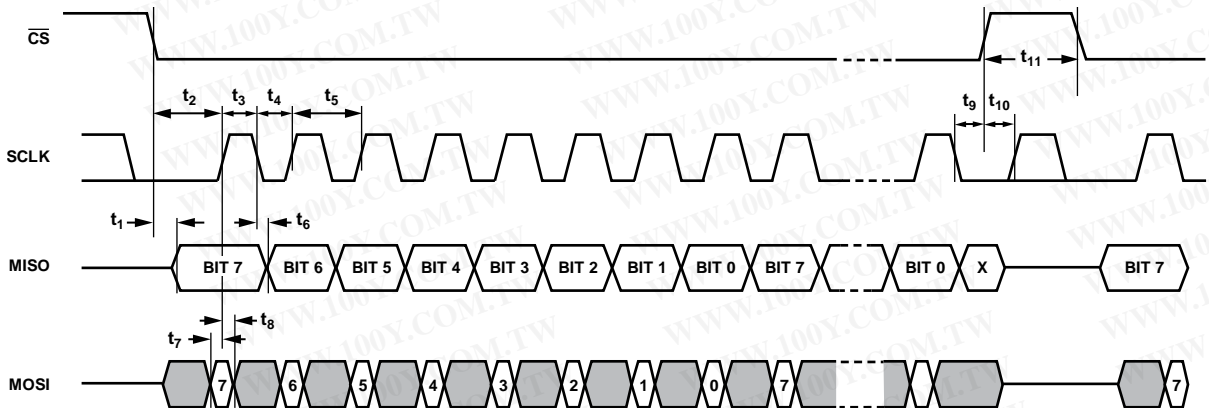 CS
t11
t2 t3 t4 t5
t9 t10
SCLK
t1
t6
MISO
BIT 7 BIT 6 BIT 5 BIT 4 BIT 3 BIT 2 BIT 1 BIT 0 BIT 7 BIT 0 X BIT 7
t7
t8
MOSI
7 6 5 4 3 2 1 0 7 7
WWW.100Y.COM.TW